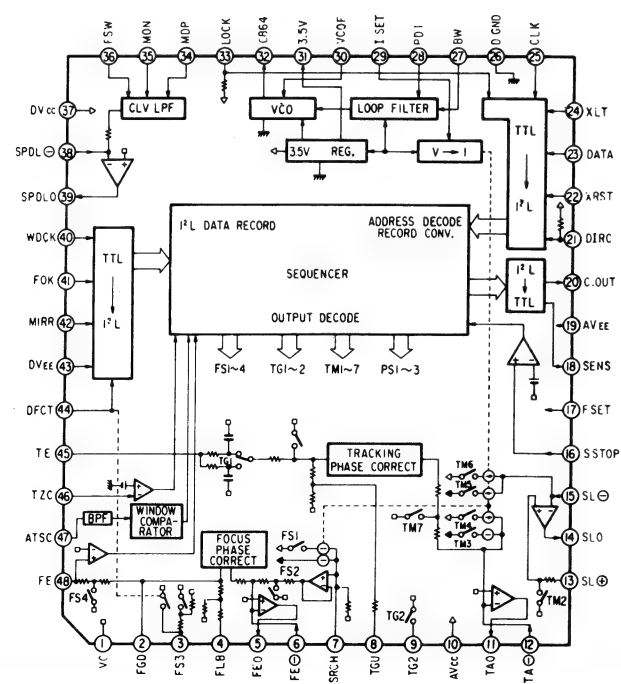 FSW
MON
MDP
LOCK
C864
3.5V
VCOF
I SET
PDI
BW
D GND
CLK
36
35
34
33
32
31
30
29
28
27
26
25
DVcc 37
CLV LPF
VCO
LOOP FILTER
3.5V REG.
V → I
TTL
I²L
24 XLT
23 DATA
22 XRST
21 DIRC
SPDL⊖ 38
SPDLO 39
WDCK 40
FOK 41
MIRR 42
DVEE 43
DFCT 44
TTL
I²L
I²L DATA RECORD
ADDRESS DECODE
RECORD CONV.
SEQUENCER
OUTPUT DECODE
I²L
TTL
20 C.OUT
19 AVEE
18 SENS
17 FSET
16 SSTOP
FS1~4
TG1~2
TM1~7
PS1~3
TE 45
TZC 46
ATSC 47
FE 48
TG1
TRACKING
PHASE CORRECT
TM6
TM5
TM7
TM4
TM3
15 SL⊖
14 SLO
13 SL⊕
TM2
BPF
WINDOW
COMPA-
RATOR
FOCUS
PHASE
CORRECT
FS1
FS2
FS4
TG2
1
2
3
4
5
6
7
8
9
10
11
12
VC
FGD
FS3
FLB
FEO
FE⊖
SRCH
TGU
TG2
AVcc
TAO
TA⊖